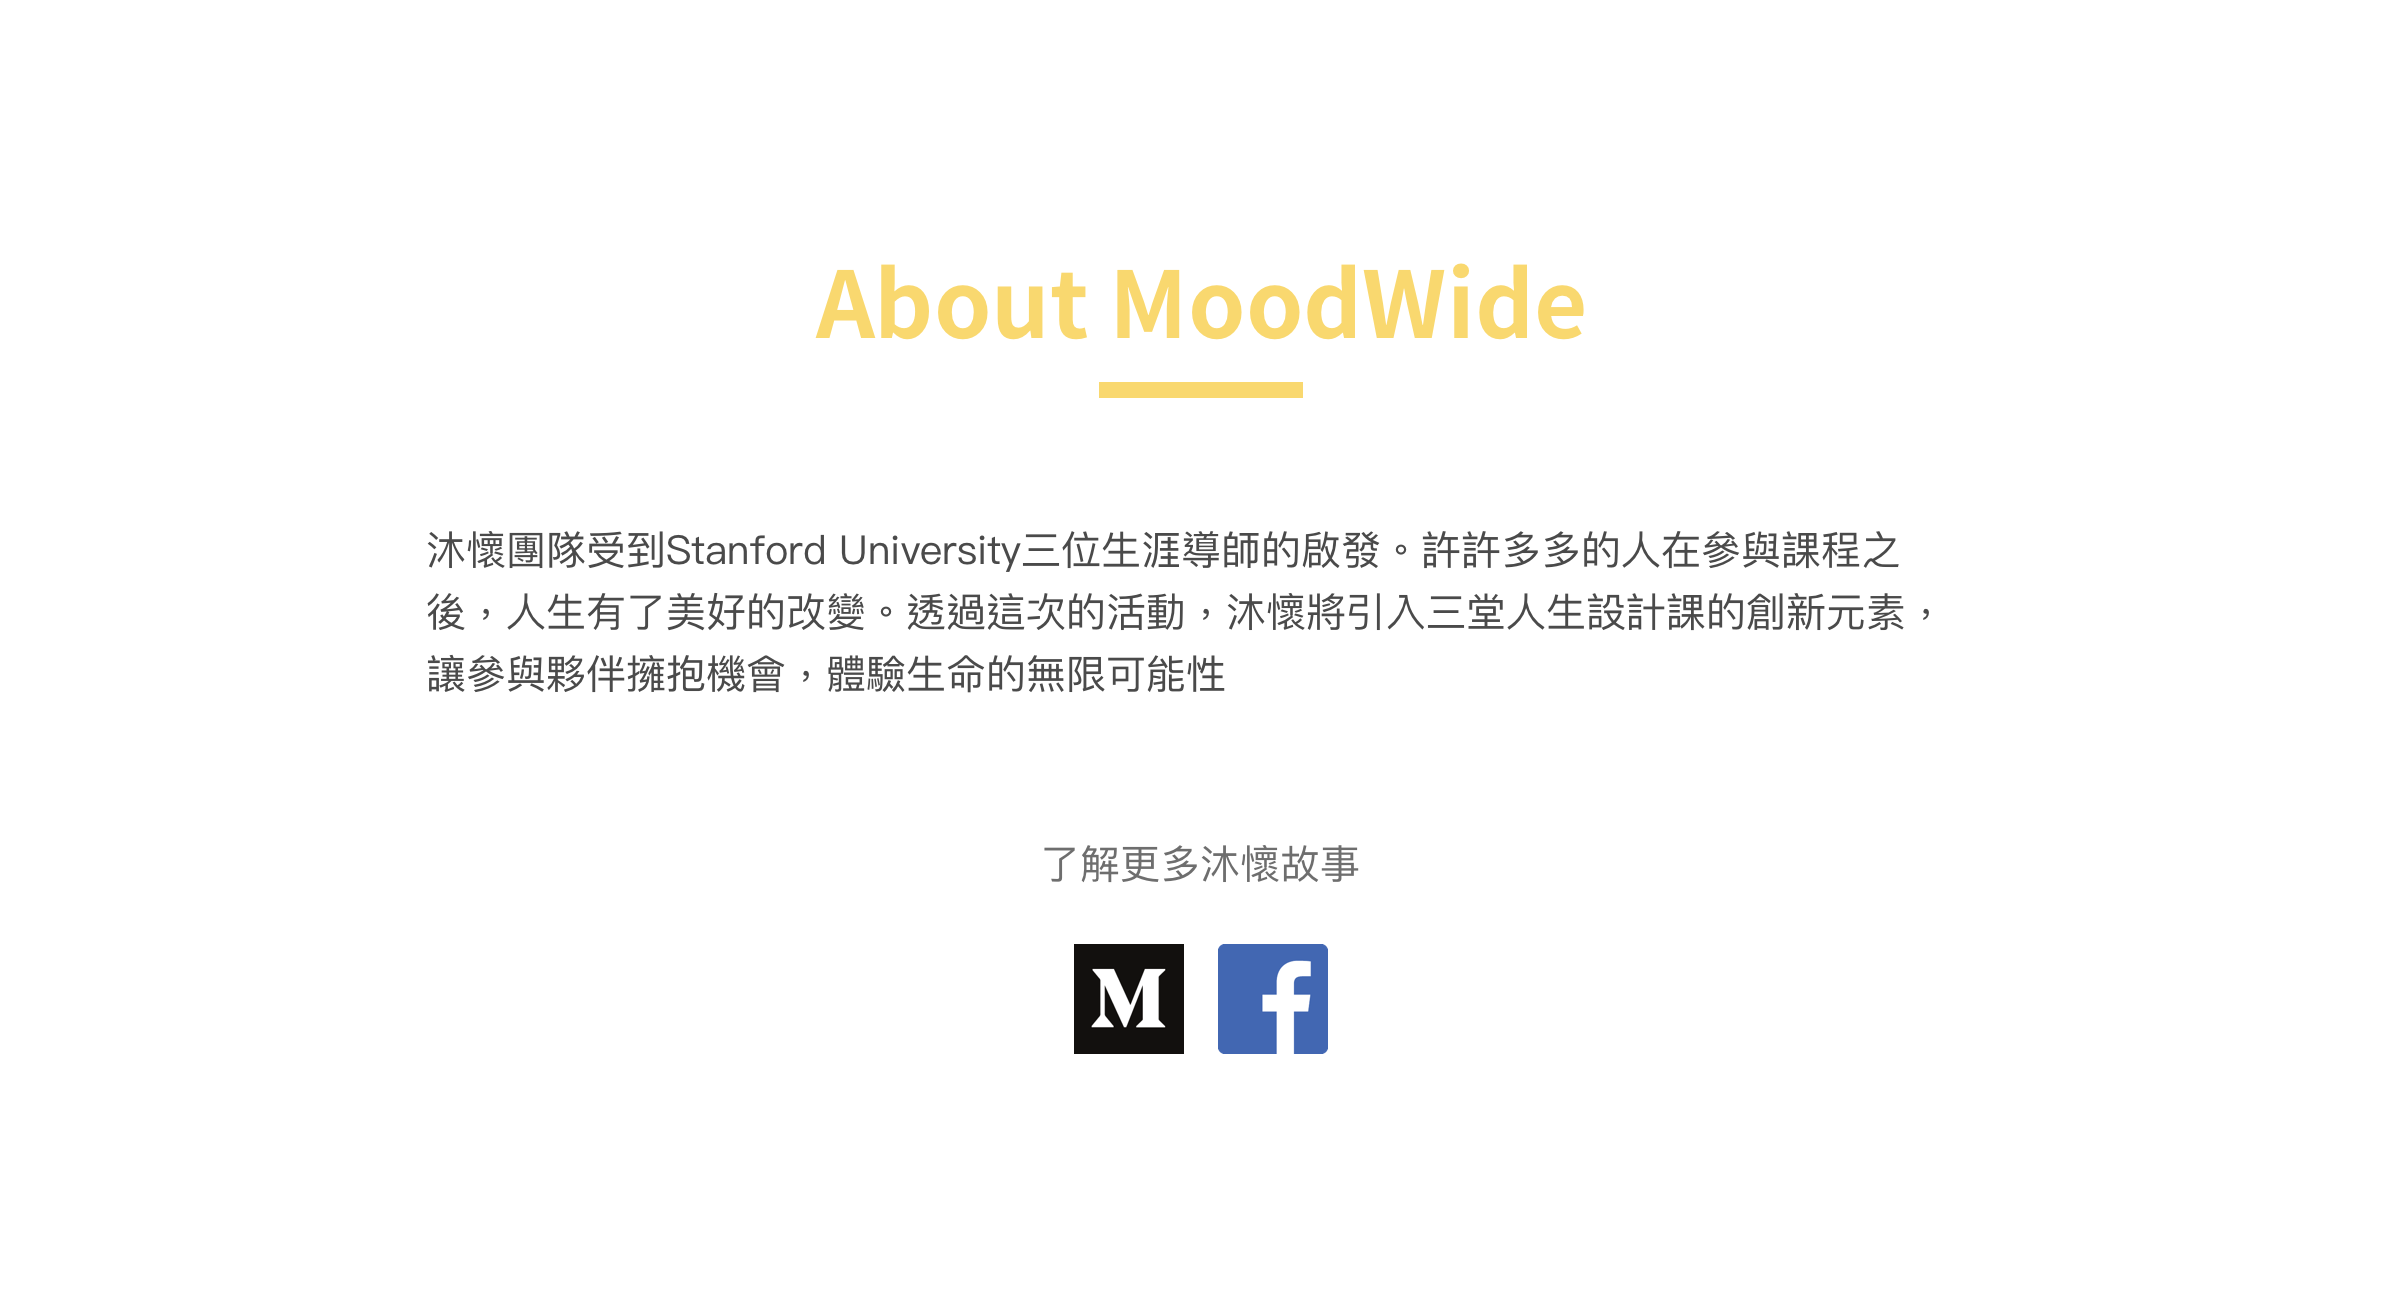 About MoodWide
沐懷團隊受到Stanford University三位生涯導師的啟發。許許多多的人在參與課程之
後，人生有了美好的改變。透過這次的活動，沐懷將引入三堂人生設計課的創新元素，
讓參與夥伴擁抱機會，體驗生命的無限可能性
了解更多沐懷故事
M f